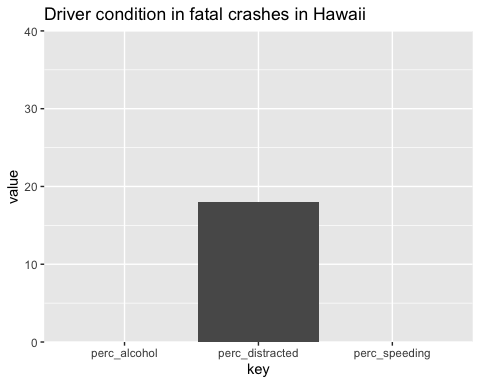 Driver condition in fatal crashes in Hawaii
40
30
20
10
0
value
perc_alcohol perc_distracted perc_speeding
key